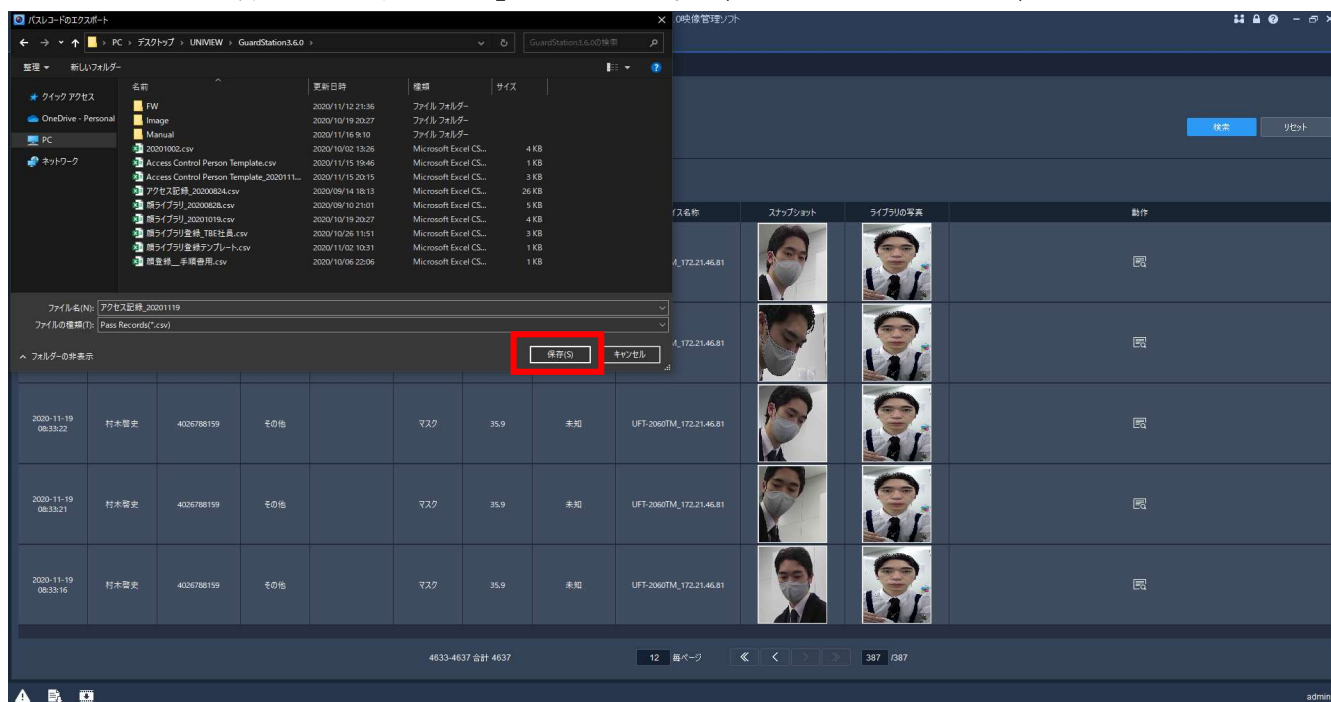 パスレコードのエクスポート
.0映像管理ソフト
PC › デスクトップ › UNIVIEW › GuardStation3.6.0 ›
GuardStation3.6.0の検索
整理 新しいフォルダー
名前 更新日時 種類 サイズ
クイック アクセス
OneDrive - Personal
PC
ネットワーク
FW 2020/11/12 21:36 ファイル フォルダー
Image 2020/10/19 20:27 ファイル フォルダー
Manual 2020/11/16 9:10 ファイル フォルダー
20201002.csv 2020/10/02 13:26 Microsoft Excel CS... 4 KB
Access Control Person Template.csv 2020/11/15 19:46 Microsoft Excel CS... 1 KB
Access Control Person Template_2020111... 2020/11/15 20:15 Microsoft Excel CS... 3 KB
アクセス記録_20200824.csv 2020/09/14 18:13 Microsoft Excel CS... 26 KB
顔ライブラリ_20200828.csv 2020/09/10 21:01 Microsoft Excel CS... 5 KB
顔ライブラリ_20201019.csv 2020/10/19 20:27 Microsoft Excel CS... 4 KB
顔ライブラリ登録_TBE社員.csv 2020/10/26 11:51 Microsoft Excel CS... 3 KB
顔ライブラリ登録テンプレート.csv 2020/11/02 10:31 Microsoft Excel CS... 1 KB
顔登録__手順書用.csv 2020/10/06 22:06 Microsoft Excel CS... 1 KB
ファイル名(N): アクセス記録_20201119
ファイルの種類(T): Pass Records(*.csv)
フォルダーの非表示
保存(S) キャンセル
検索 リセット
イス名称 スナップショット ライブラリの写真 動作
M_172.21.46.81
M_172.21.46.81
2020-11-19
08:33:22 村木啓史 4026788159 その他 マスク 35.9 未知 UFT-2060TM_172.21.46.81
2020-11-19
08:33:21 村木啓史 4026788159 その他 マスク 35.9 未知 UFT-2060TM_172.21.46.81
2020-11-19
08:33:16 村木啓史 4026788159 その他 マスク 35.9 未知 UFT-2060TM_172.21.46.81
4633-4637 合計 4637 12 毎ページ 387 /387
admin